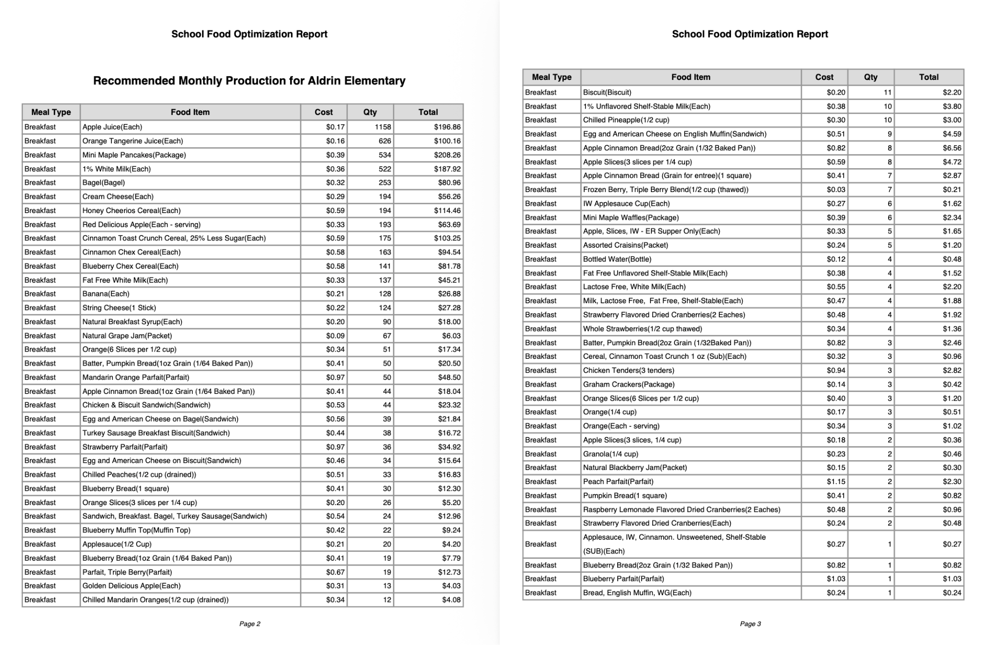 School Food Optimization Report
Recommended Monthly Production for Aldrin Elementary
Meal Type Food Item Cost Qty Total
Breakfast Apple Juice(Each) $0.17 1158 $196.86
Breakfast Orange Tangerine Juice(Each) $0.16 626 $100.16
Breakfast Mini Maple Pancakes(Package) $0.39 534 $208.26
Breakfast 1% White Milk(Each) $0.36 522 $187.92
Breakfast Bagel(Bagel) $0.32 253 $80.96
Breakfast Cream Cheese(Each) $0.29 194 $56.26
Breakfast Honey Cheerios Cereal(Each) $0.59 194 $114.46
Breakfast Red Delicious Apple(Each - serving) $0.33 193 $63.69
Breakfast Cinnamon Toast Crunch Cereal, 25% Less Sugar(Each) $0.59 175 $103.25
Breakfast Cinnamon Chex Cereal(Each) $0.58 163 $94.54
Breakfast Blueberry Chex Cereal(Each) $0.58 141 $81.78
Breakfast Fat Free White Milk(Each) $0.33 137 $45.21
Breakfast Banana(Each) $0.21 128 $26.88
Breakfast String Cheese(1 Stick) $0.22 124 $27.28
Breakfast Natural Breakfast Syrup(Each) $0.20 90 $18.00
Breakfast Natural Grape Jam(Packet) $0.09 67 $6.03
Breakfast Orange(6 Slices per 1/2 cup) $0.34 51 $17.34
Breakfast Batter, Pumpkin Bread(1oz Grain (1/64 Baked Pan)) $0.41 50 $20.50
Breakfast Mandarin Orange Parfait(Parfait) $0.97 50 $48.50
Breakfast Apple Cinnamon Bread(1oz Grain (1/64 Baked Pan)) $0.41 44 $18.04
Breakfast Chicken & Biscuit Sandwich(Sandwich) $0.53 44 $23.32
Breakfast Egg and American Cheese on Bagel(Sandwich) $0.56 39 $21.84
Breakfast Turkey Sausage Breakfast Biscuit(Sandwich) $0.44 38 $16.72
Breakfast Strawberry Parfait(Parfait) $0.97 36 $34.92
Breakfast Egg and American Cheese on Biscuit(Sandwich) $0.46 34 $15.64
Breakfast Chilled Peaches(1/2 cup (drained)) $0.51 33 $16.83
Breakfast Blueberry Bread(1 square) $0.41 30 $12.30
Breakfast Orange Slices(3 slices per 1/4 cup) $0.20 26 $5.20
Breakfast Sandwich, Breakfast. Bagel, Turkey Sausage(Sandwich) $0.54 24 $12.96
Breakfast Blueberry Muffin Top(Muffin Top) $0.42 22 $9.24
Breakfast Applesauce(1/2 Cup) $0.21 20 $4.20
Breakfast Blueberry Bread(1oz Grain (1/64 Baked Pan)) $0.41 19 $7.79
Breakfast Parfait, Triple Berry(Parfait) $0.67 19 $12.73
Breakfast Golden Delicious Apple(Each) $0.31 13 $4.03
Breakfast Chilled Mandarin Oranges(1/2 cup (drained)) $0.34 12 $4.08
Page 2
School Food Optimization Report
Meal Type Food Item Cost Qty Total
Breakfast Biscuit(Biscuit) $0.20 11 $2.20
Breakfast 1% Unflavored Shelf-Stable Milk(Each) $0.38 10 $3.80
Breakfast Chilled Pineapple(1/2 cup) $0.30 10 $3.00
Breakfast Egg and American Cheese on English Muffin(Sandwich) $0.51 9 $4.59
Breakfast Apple Cinnamon Bread(2oz Grain (1/32 Baked Pan)) $0.82 8 $6.56
Breakfast Apple Slices(3 slices per 1/4 cup) $0.59 8 $4.72
Breakfast Apple Cinnamon Bread (Grain for entree)(1 square) $0.41 7 $2.87
Breakfast Frozen Berry, Triple Berry Blend(1/2 cup (thawed)) $0.03 7 $0.21
Breakfast IW Applesauce Cup(Each) $0.27 6 $1.62
Breakfast Mini Maple Waffles(Package) $0.39 6 $2.34
Breakfast Apple, Slices, IW - ER Supper Only(Each) $0.33 5 $1.65
Breakfast Assorted Craisins(Packet) $0.24 5 $1.20
Breakfast Bottled Water(Bottle) $0.12 4 $0.48
Breakfast Fat Free Unflavored Shelf-Stable Milk(Each) $0.38 4 $1.52
Breakfast Lactose Free, White Milk(Each) $0.55 4 $2.20
Breakfast Milk, Lactose Free,  Fat Free, Shelf-Stable(Each) $0.47 4 $1.88
Breakfast Strawberry Flavored Dried Cranberries(2 Eaches) $0.48 4 $1.92
Breakfast Whole Strawberries(1/2 cup thawed) $0.34 4 $1.36
Breakfast Batter, Pumpkin Bread(2oz Grain (1/32Baked Pan)) $0.82 3 $2.46
Breakfast Cereal, Cinnamon Toast Crunch 1 oz (Sub)(Each) $0.32 3 $0.96
Breakfast Chicken Tenders(3 tenders) $0.94 3 $2.82
Breakfast Graham Crackers(Package) $0.14 3 $0.42
Breakfast Orange Slices(6 Slices per 1/2 cup) $0.40 3 $1.20
Breakfast Orange(1/4 cup) $0.17 3 $0.51
Breakfast Orange(Each - serving) $0.34 3 $1.02
Breakfast Apple Slices(3 slices, 1/4 cup) $0.18 2 $0.36
Breakfast Granola(1/4 cup) $0.23 2 $0.46
Breakfast Natural Blackberry Jam(Packet) $0.15 2 $0.30
Breakfast Peach Parfait(Parfait) $1.15 2 $2.30
Breakfast Pumpkin Bread(1 square) $0.41 2 $0.82
Breakfast Raspberry Lemonade Flavored Dried Cranberries(2 Eaches) $0.48 2 $0.96
Breakfast Strawberry Flavored Dried Cranberries(Each) $0.24 2 $0.48
Breakfast Applesauce, IW, Cinnamon. Unsweetened, Shelf-Stable
(SUB)(Each) $0.27 1 $0.27
Breakfast Blueberry Bread(2oz Grain (1/32 Baked Pan)) $0.82 1 $0.82
Breakfast Blueberry Parfait(Parfait) $1.03 1 $1.03
Breakfast Bread, English Muffin, WG(Each) $0.24 1 $0.24
Page 3